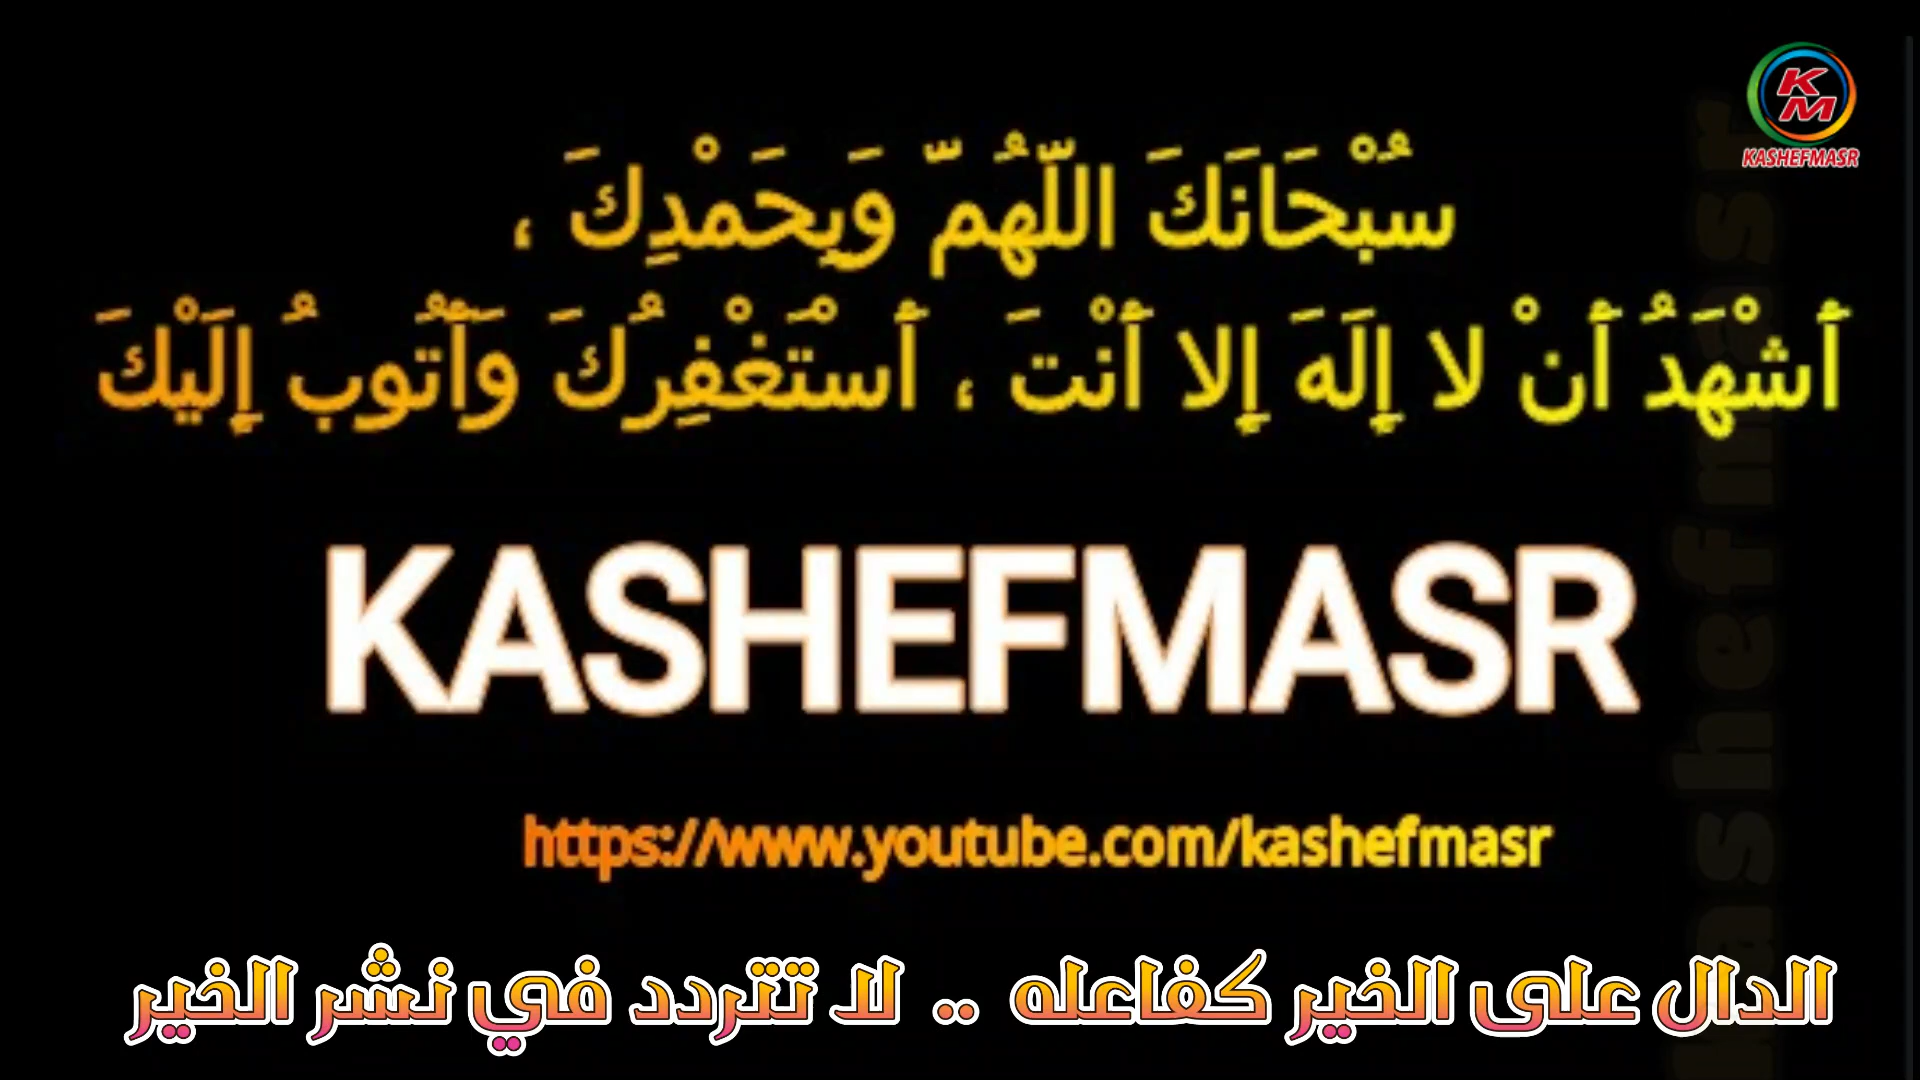 KM
KASHEFMASR
سُبْحَانَكَ اللّهُمّ وَبِحَمْدِكَ ،
أَشْهَدُ أَنْ لا إِلَهَ إِلا أَنْتَ ، أَسْتَغْفِرُكَ وَأَتُوبُ إِلَيْكَ
KASHEFMASR
https://www.youtube.com/kashefmasr
الدال على الخير كفاعله .. لا تتردد في نشر الخير
kashefmasr